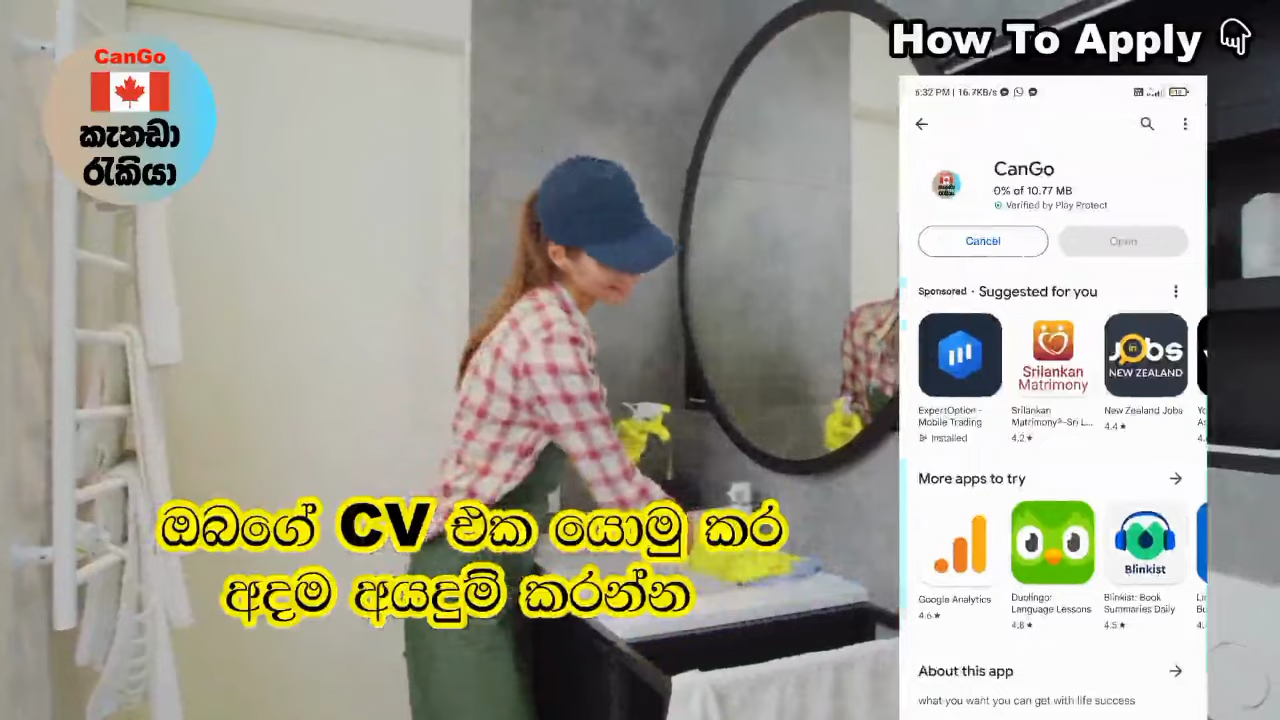 CanGo
කැනඩා
රැකියා
How To Apply
6:32 PM | 16.7KB/s
CanGo
0% of 10.77 MB
Verified by Play Protect
Cancel
Open
Sponsored · Suggested for you
Srilankan
Matrimony
Jobs
in
NEW ZEALAND
ExpertOption -
Mobile Trading
Installed
Srilankan
Matrimony®-Sri L...
4.2★
New Zealand Jobs
4.4★
More apps to try
Blinkist
Google Analytics
4.6★
Duolingo:
Language Lessons
4.8★
Blinkist: Book
Summaries Daily
4.5★
About this app
what you want you can get with life success
ඔබගේ CV එක යොමු කර
අදම අයදුම් කරන්න